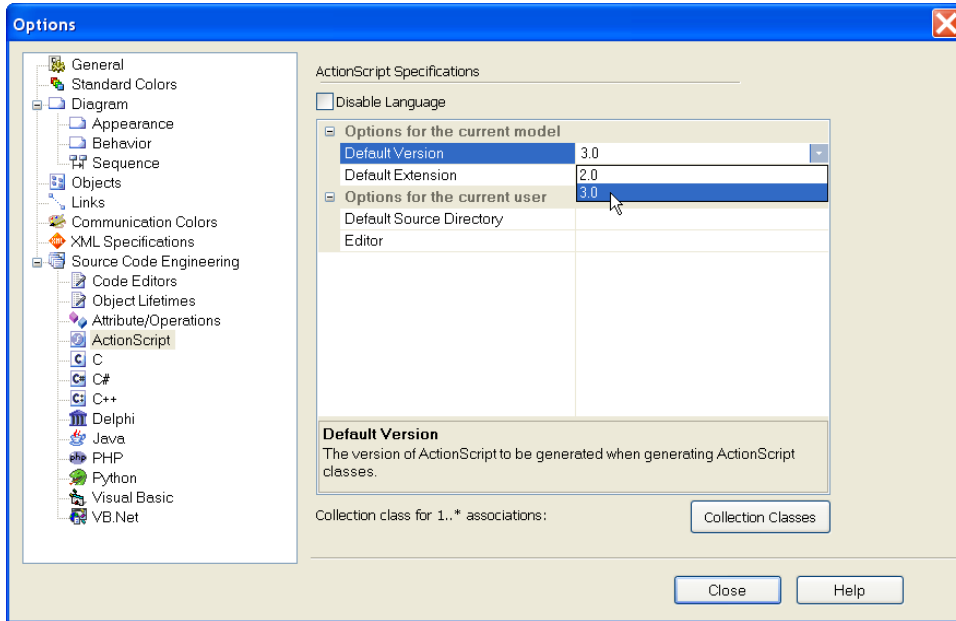 Options
General
Standard Colors
Diagram
Appearance
Behavior
Sequence
Objects
Links
Communication Colors
XML Specifications
Source Code Engineering
Code Editors
Object Lifetimes
Attribute/Operations
ActionScript
C
C#
C++
Delphi
Java
PHP
Python
Visual Basic
VB.Net
ActionScript Specifications
Disable Language
Options for the current model
Default Version 3.0
Default Extension 2.0
3.0
Options for the current user
Default Source Directory
Editor
Default Version
The version of ActionScript to be generated when generating ActionScript
classes.
Collection class for 1..* associations: Collection Classes
Close Help